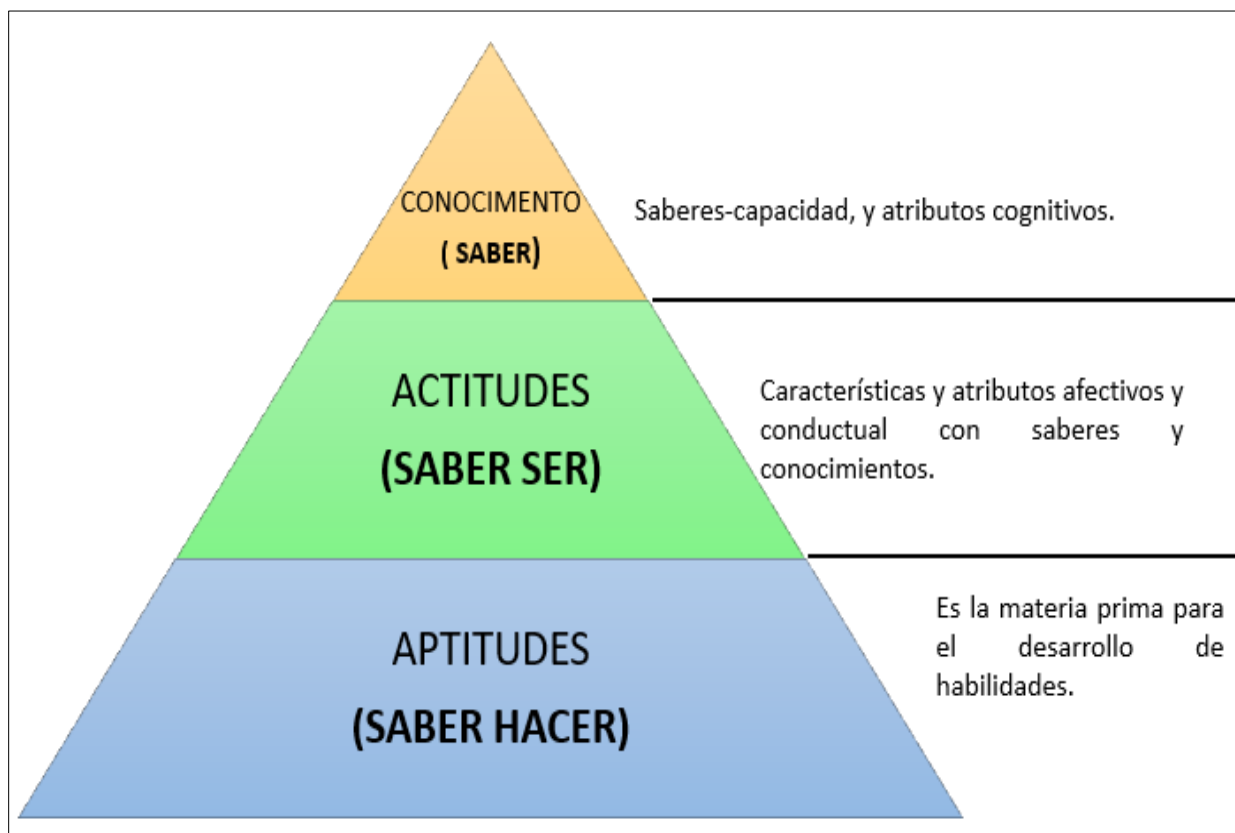 CONOCIMENTO
( SABER)
Saberes-capacidad, y atributos cognitivos.
ACTITUDES
(SABER SER)
Características y atributos afectivos y
conductual con saberes y
conocimientos.
APTITUDES
(SABER HACER)
Es la materia prima para
el desarrollo de
habilidades.